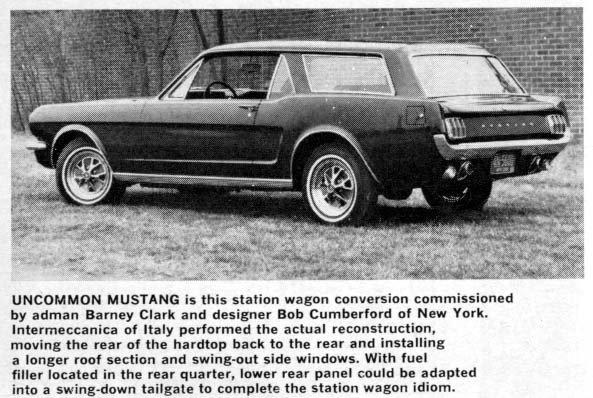 MUSTANG
UNCOMMON MUSTANG is this station wagon conversion commissioned
by adman Barney Clark and designer Bob Cumberford of New York.
Intermeccanica of Italy performed the actual reconstruction,
moving the rear of the hardtop back to the rear and installing
a longer roof section and swing-out side windows. With fuel
filler located in the rear quarter, lower rear panel could be adapted
into a swing-down tailgate to complete the station wagon idiom.